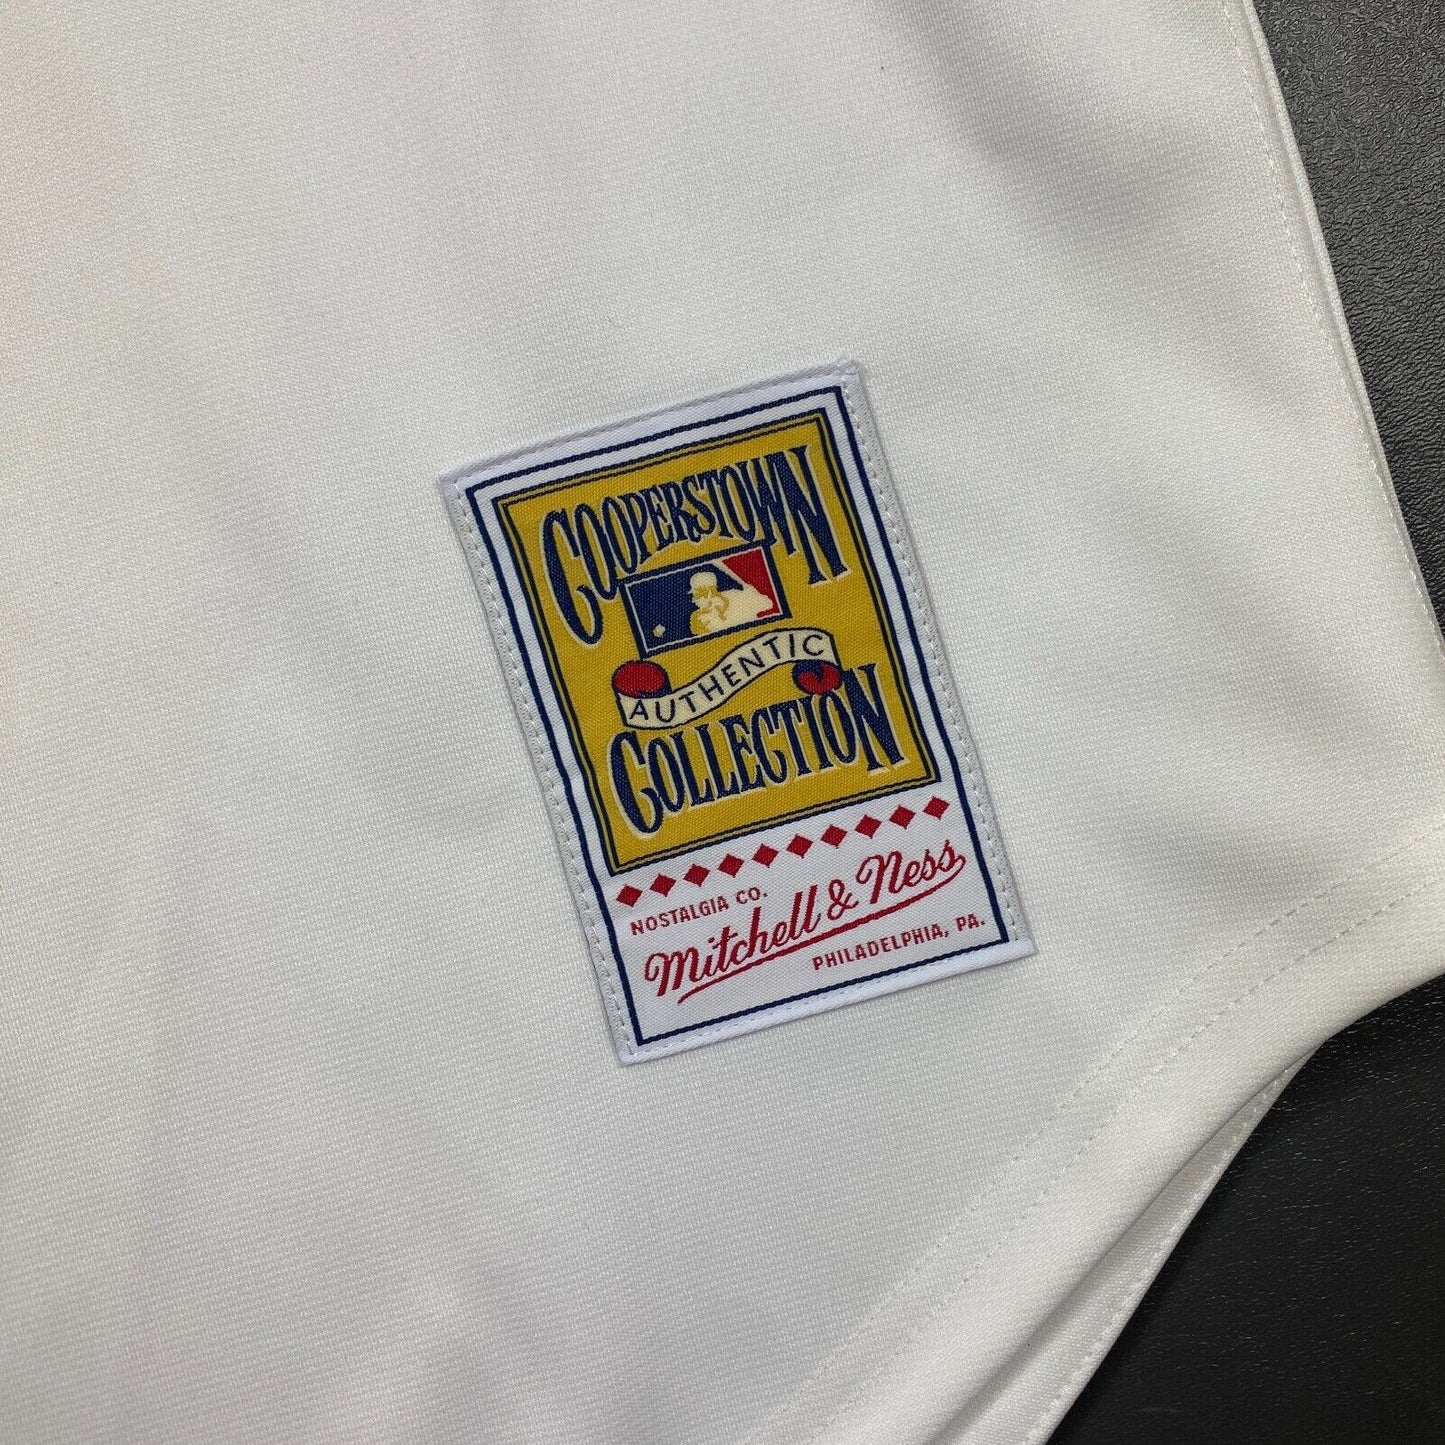 COOPERSTOWN
AUTHENTIC
COLLECTION
NOSTALGIA CO.
Mitchell & Ness
PHILADELPHIA, PA.